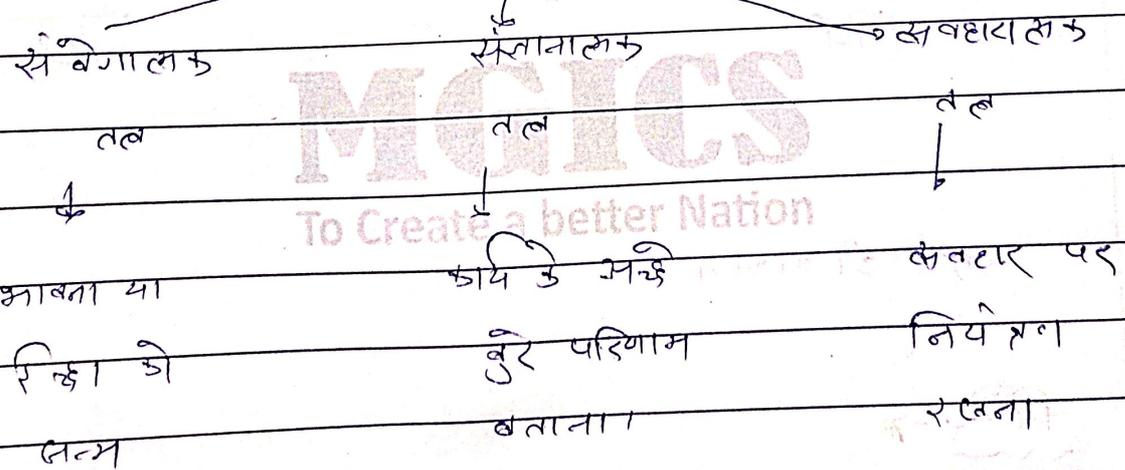 संवेगात्मक संज्ञानात्मक व्यवहारात्मक
तत्व तत्व तत्व
MGICS
To Create a better Nation
भावना या कार्य के अच्छे व्यवहार पर
इच्छा को बुरे परिणाम नियंत्रण
जन्म बताना। रखना